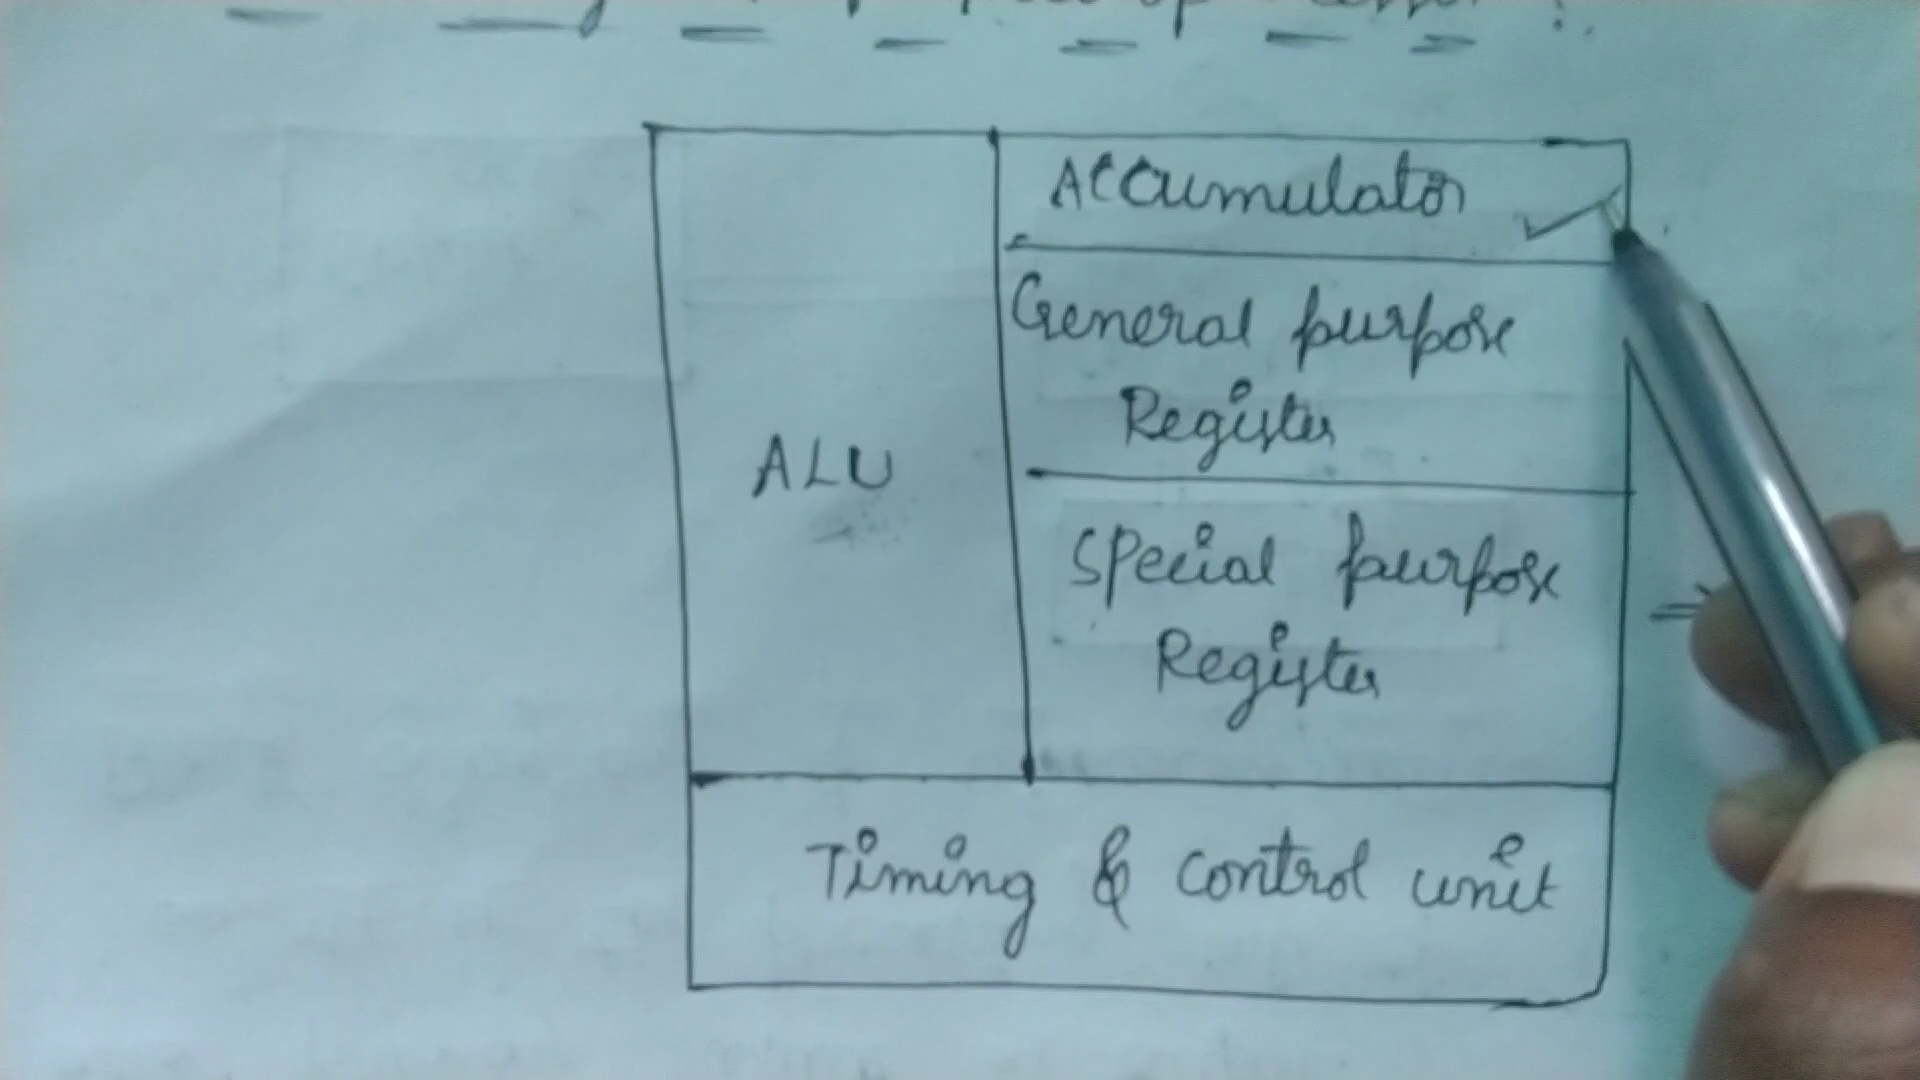 Accumulator
General purpose
Register
ALU
Special purpose
Register
Timing & control unit